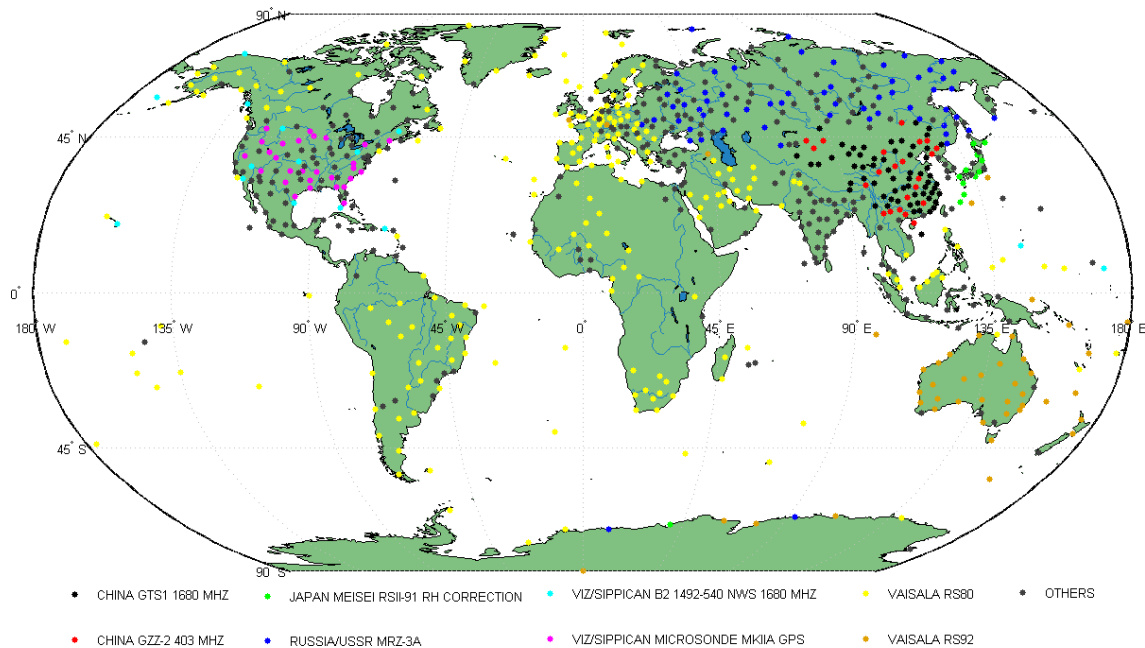 90° N
45° N
0°
180° W 135° W 90° W 45° W 0° 45° E 90° E 135° E 180° E
45° S
90° S
CHINA GTS1 1680 MHZ JAPAN MEISEI RSII-91 RH CORRECTION VIZ/SIPPICAN B2 1492-540 NWS 1680 MHZ VAISALA RS80 OTHERS
CHINA GZZ-2 403 MHZ RUSSIA/USSR MRZ-3A VIZ/SIPPICAN MICROSONDE MKIIA GPS VAISALA RS92